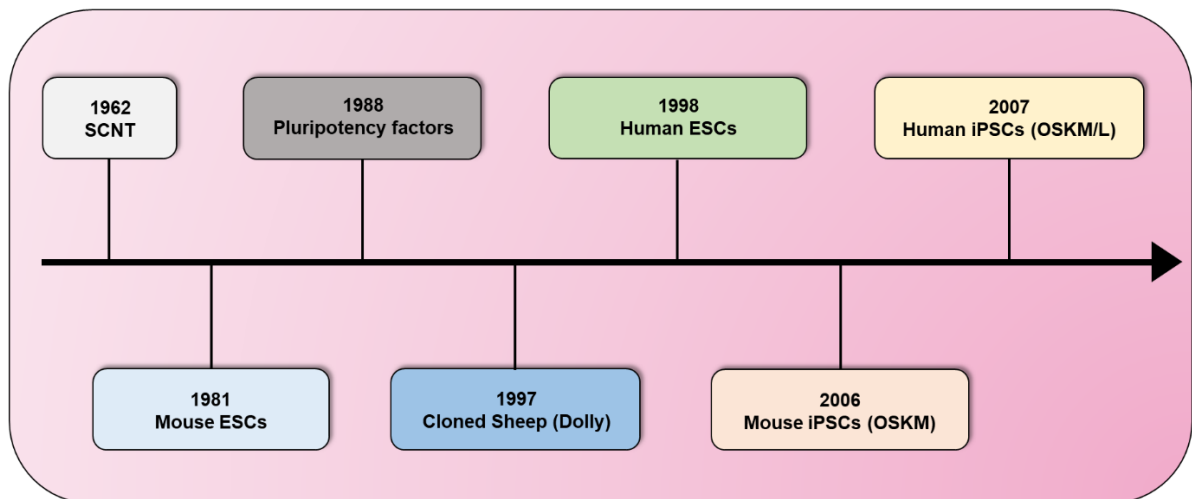 1962
SCNT
1988
Pluripotency factors
1998
Human ESCs
2007
Human iPSCs (OSKM/L)
1981
Mouse ESCs
1997
Cloned Sheep (Dolly)
2006
Mouse iPSCs (OSKM)